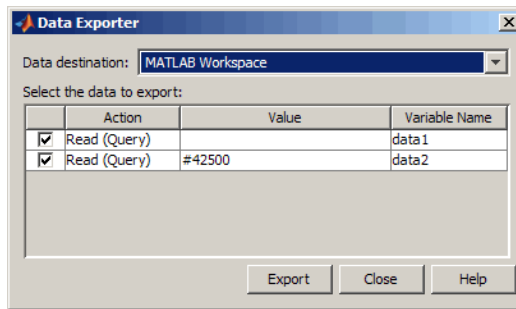 Data Exporter
Data destination: MATLAB Workspace
Select the data to export:
Action Value Variable Name
Read (Query) data1
Read (Query) #42500 data2
Export Close Help